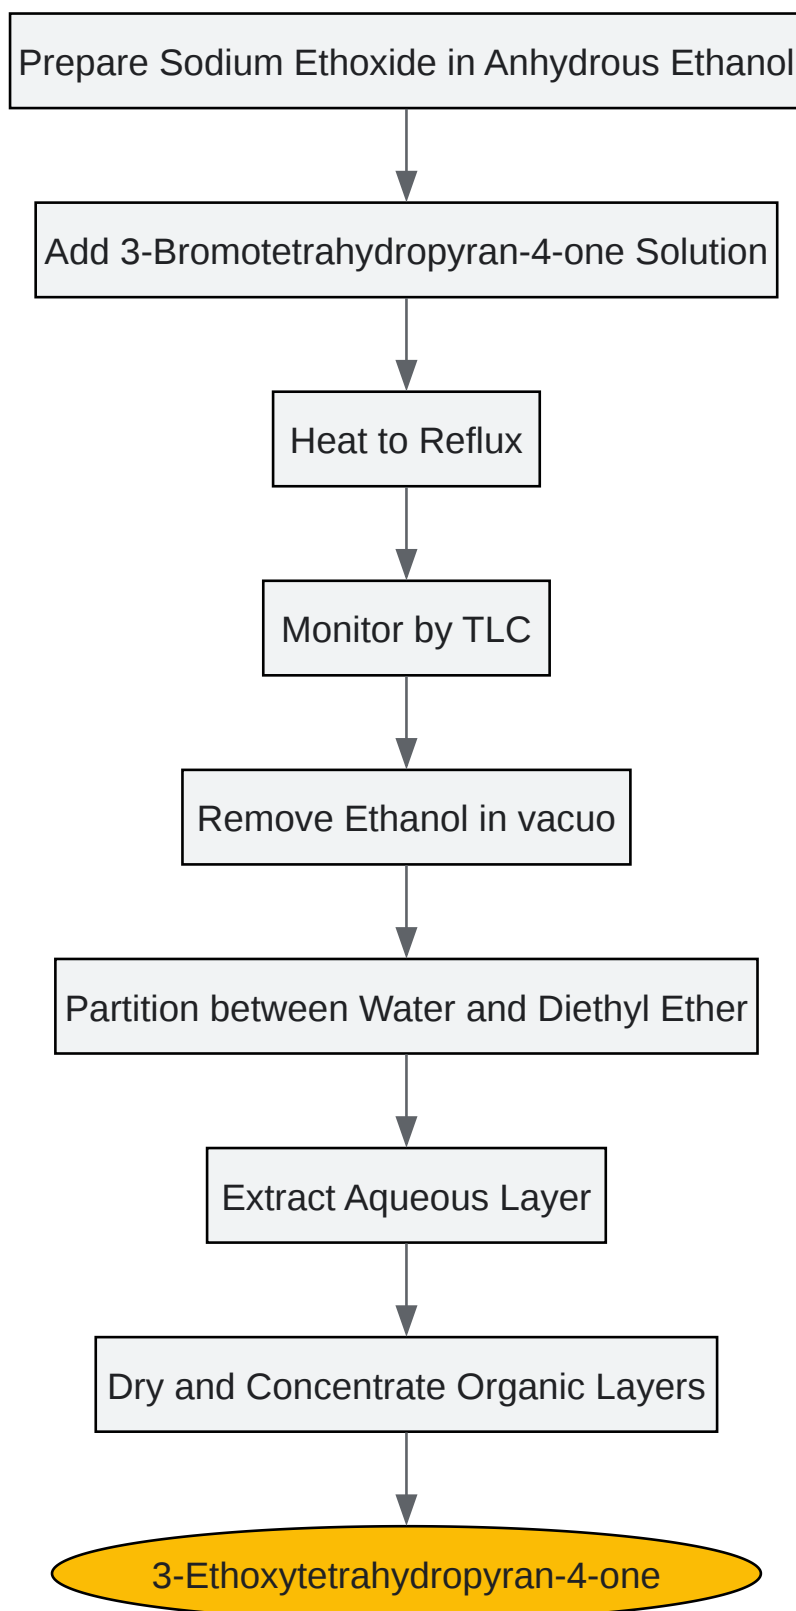 Prepare Sodium Ethoxide in Anhydrous Ethanol
Add 3-Bromotetrahydropyran-4-one Solution
Heat to Reflux
Monitor by TLC
Remove Ethanol in vacuo
Partition between Water and Diethyl Ether
Extract Aqueous Layer
Dry and Concentrate Organic Layers
3-Ethoxytetrahydropyran-4-one